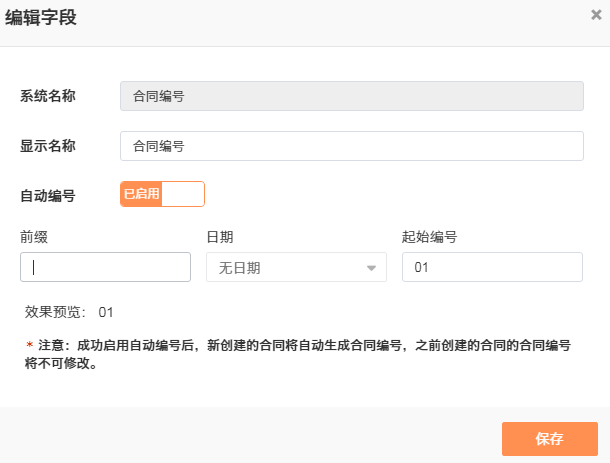 编辑字段
×
系统名称 合同编号
显示名称 合同编号
自动编号 已启用
前缀 日期 起始编号
无日期 01
效果预览： 01
* 注意：成功启用自动编号后，新创建的合同将自动生成合同编号，之前创建的合同的合同编号
将不可修改。
保存